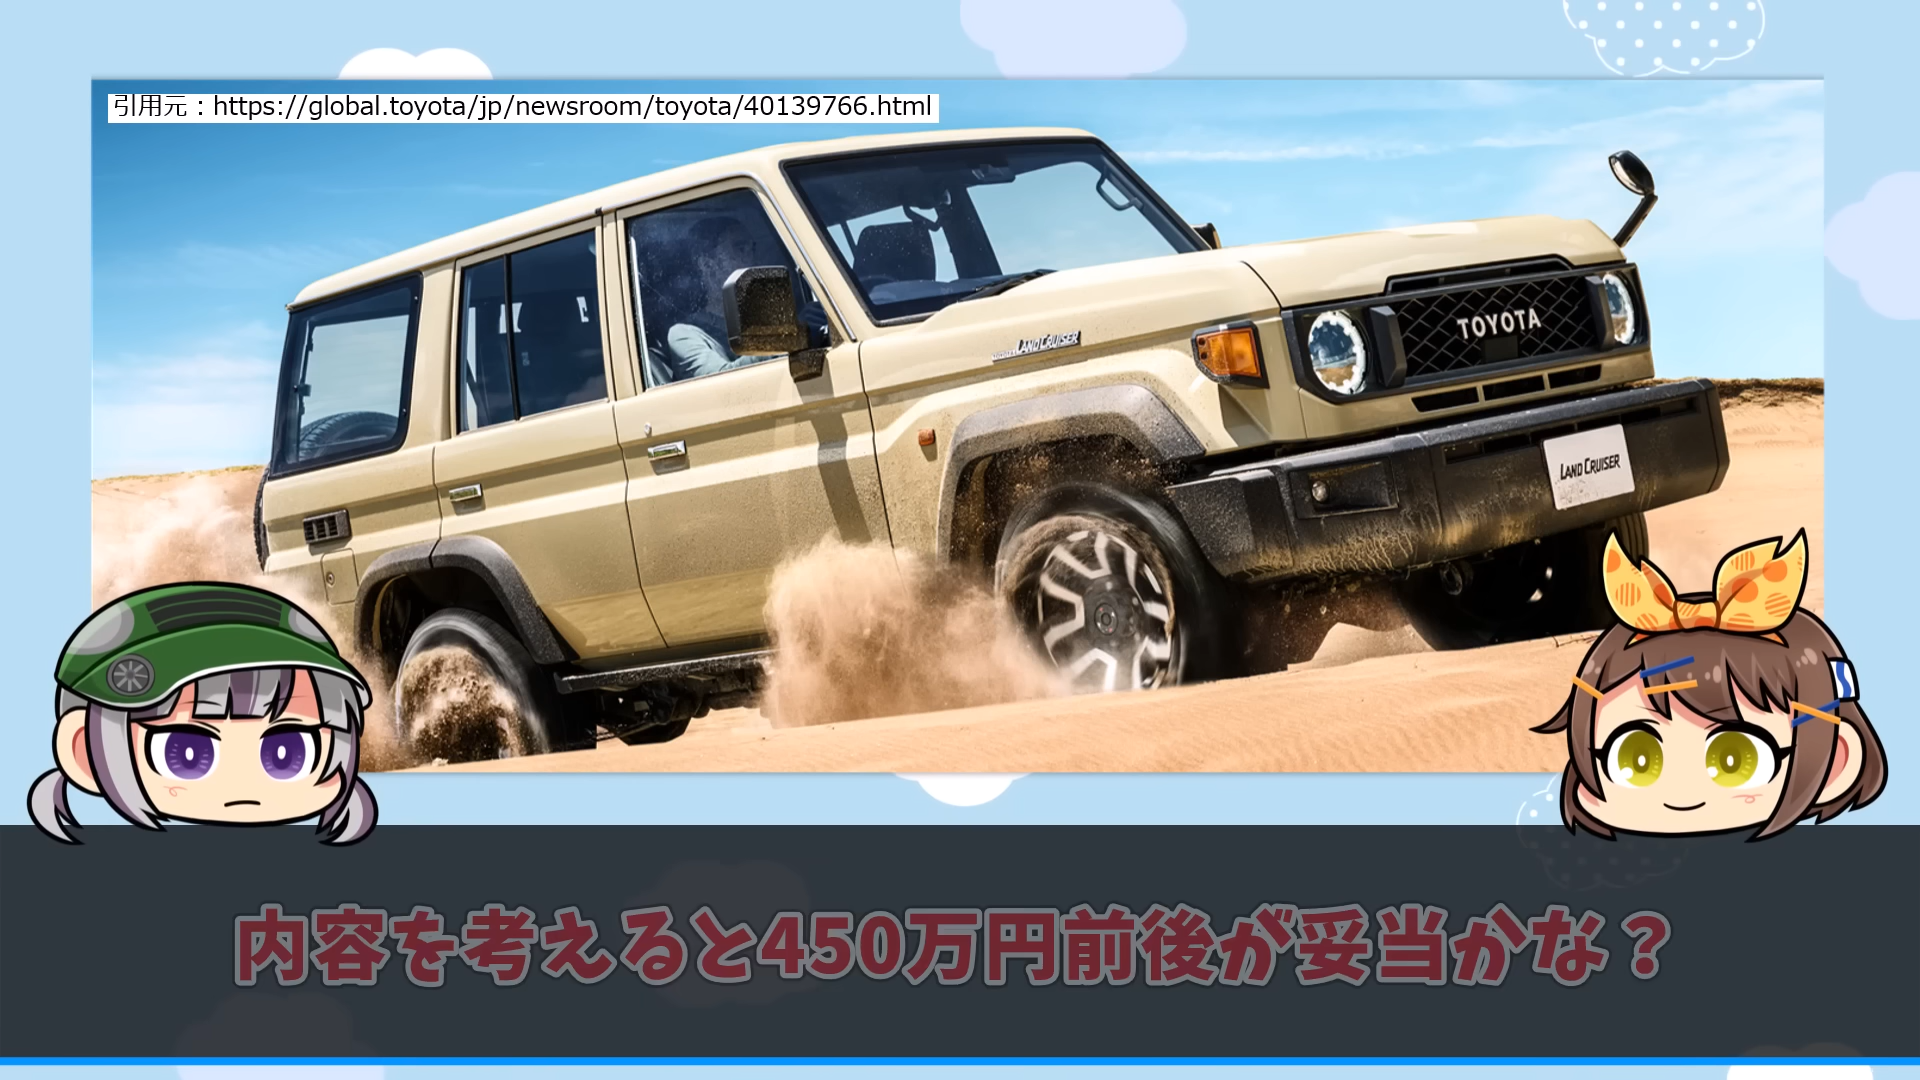 引用元：https://global.toyota/jp/newsroom/toyota/40139766.html
LAND CRUISER
TOYOTA
LAND CRUISER
内容を考えると450万円前後が妥当かな？